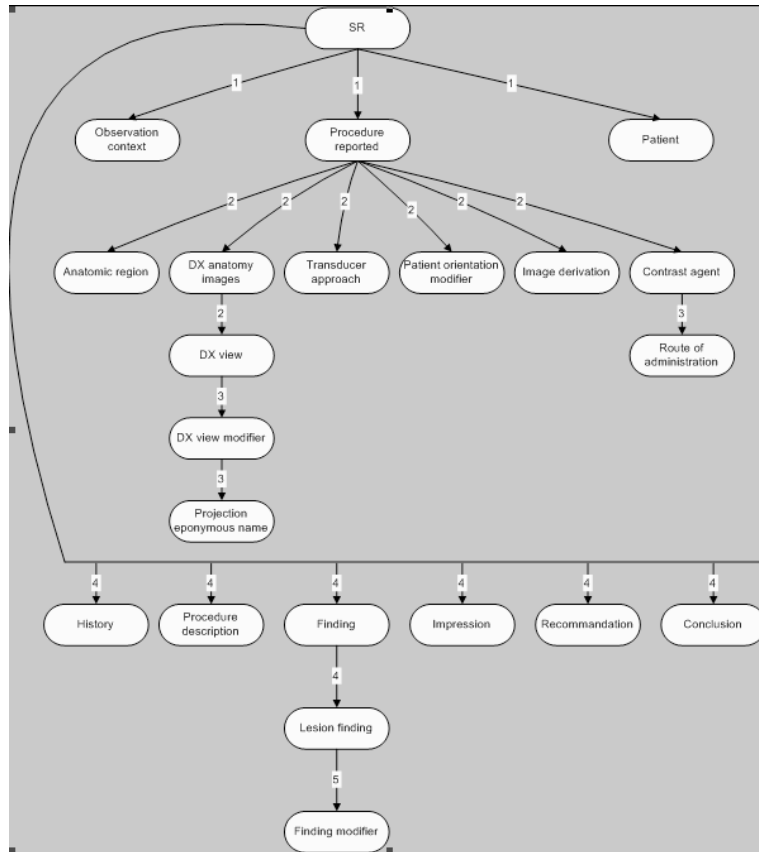 SR
1
1
1
Observation
context
Procedure
reported
Patient
2
2
2
2
2
2
Anatomic region
DX anatomy
images
Transducer
approach
Patient orientation
modifier
Image derivation
Contrast agent
2
3
DX view
Route of
administration
3
DX view modifier
3
Projection
eponymous name
4
4
4
4
4
4
History
Procedure
description
Finding
Impression
Recommandation
Conclusion
4
Lesion finding
5
Finding modifier